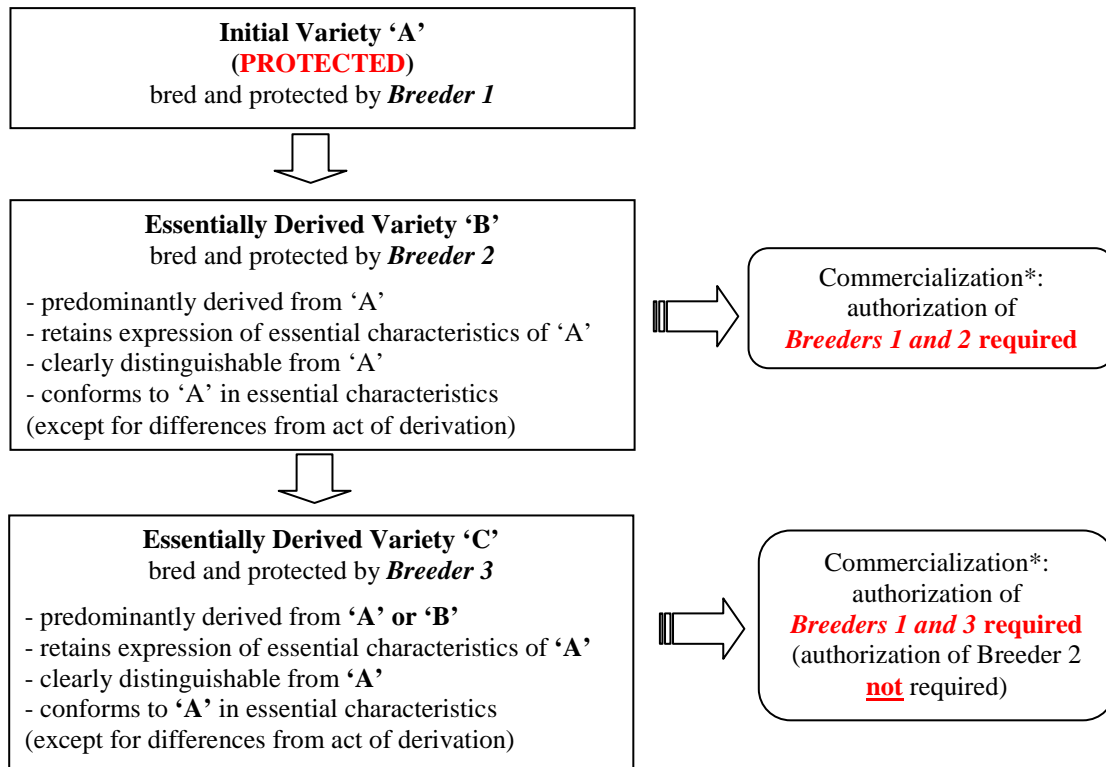 Initial Variety ‘A’
(PROTECTED)
bred and protected by Breeder 1
Essentially Derived Variety ‘B’
bred and protected by Breeder 2
- predominantly derived from ‘A’
- retains expression of essential characteristics of ‘A’
- clearly distinguishable from ‘A’
- conforms to ‘A’ in essential characteristics
(except for differences from act of derivation)
Commercialization*:
authorization of
Breeders 1 and 2 required
Essentially Derived Variety ‘C’
bred and protected by Breeder 3
- predominantly derived from ‘A’ or ‘B’
- retains expression of essential characteristics of ‘A’
- clearly distinguishable from ‘A’
- conforms to ‘A’ in essential characteristics
(except for differences from act of derivation)
Commercialization*:
authorization of
Breeders 1 and 3 required
(authorization of Breeder 2
not required)